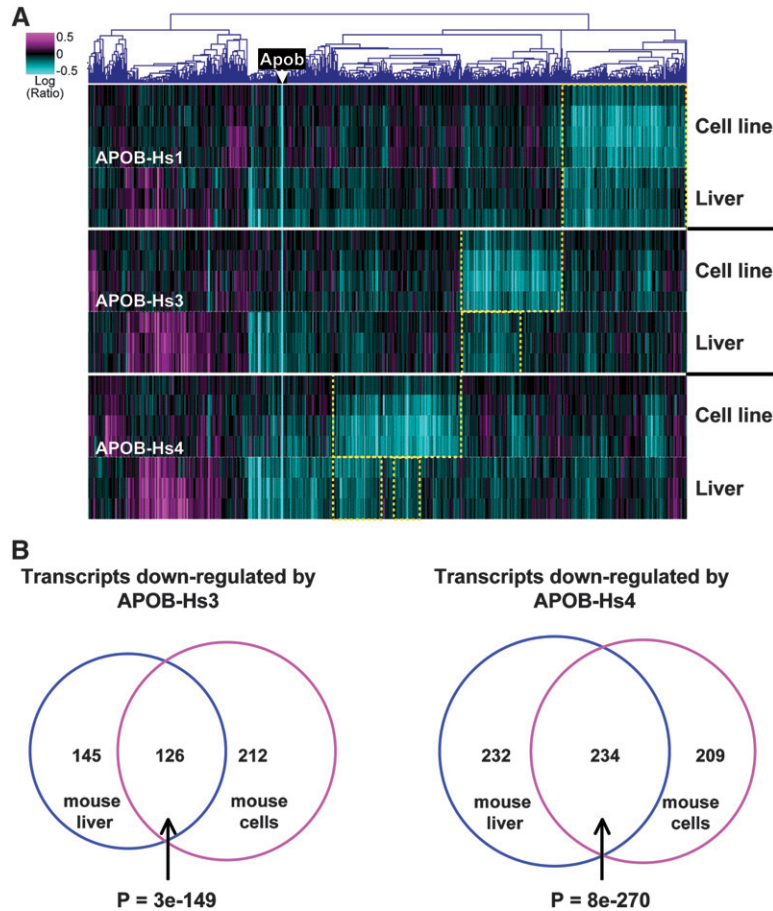 A
0.5
0
-0.5
Log
(Ratio)
Apob
APOB-Hs1
Cell line
Liver
APOB-Hs3
Cell line
Liver
APOB-Hs4
Cell line
Liver
B
Transcripts down-regulated by
APOB-Hs3
145
126
212
mouse
liver
mouse
cells
P = 3e-149
Transcripts down-regulated by
APOB-Hs4
232
234
209
mouse
liver
mouse
cells
P = 8e-270